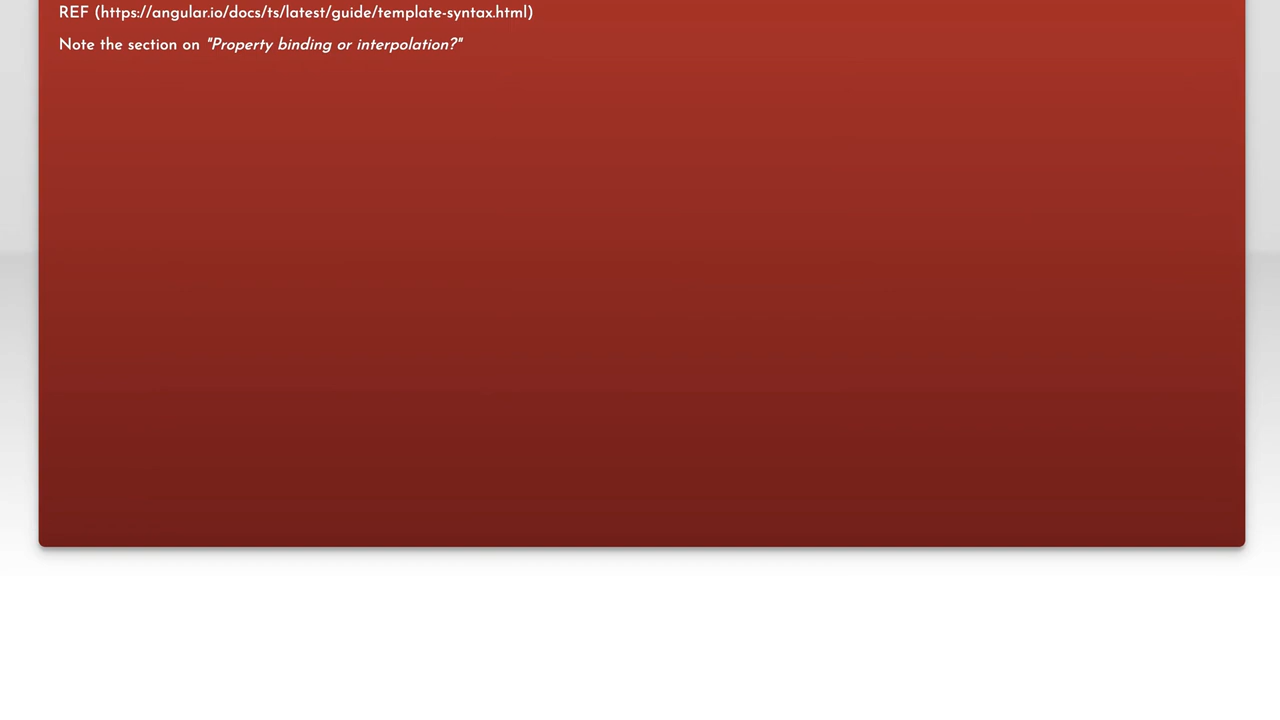 REF (https://angular.io/docs/ts/latest/guide/template-syntax.html)
Note the section on "Property binding or interpolation?"